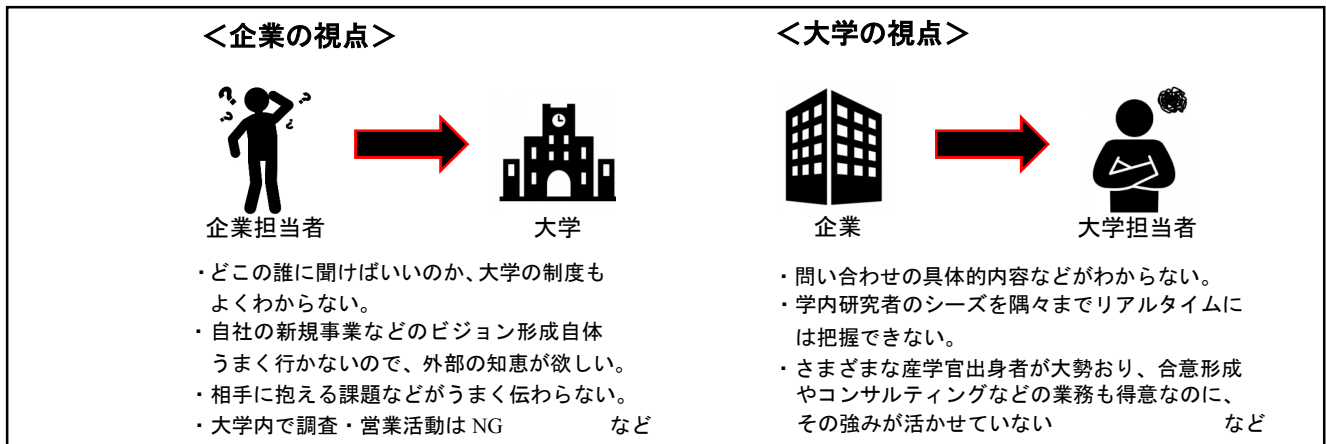 ＜企業の視点＞
企業担当者
大学
・どこの誰に聞けばいいのか、大学の制度も
よくわからない。
・自社の新規事業などのビジョン形成自体
うまく行かないので、外部の知恵が欲しい。
・相手に抱える課題などがうまく伝わらない。
・大学内で調査・営業活動は NG など
＜大学の視点＞
企業
大学担当者
・問い合わせの具体的内容などがわからない。
・学内研究者のシーズを隅々までリアルタイムに
は把握できない。
・さまざまな産学官出身者が大勢おり、合意形成
やコンサルティングなどの業務も得意なのに、
その強みが活かせていない など